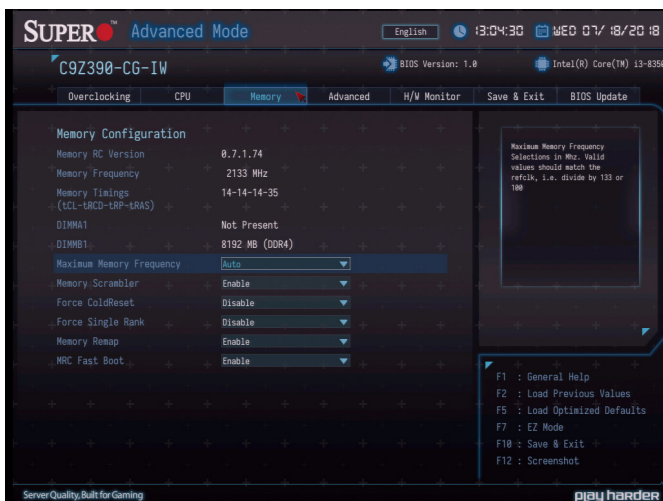 SUPER™ Advanced Mode
English 13:04:30 WED 07/18/2018
C9Z390-CG-IW
BIOS Version: 1.0 Intel(R) Core(TM) i3-8350
Overclocking CPU Memory Advanced H/W Monitor Save & Exit BIOS Update
Memory Configuration
Memory RC Version 0.7.1.74
Memory Frequency 2133 MHz
Memory Timings 14-14-14-35
(tCL-tRCD-tRP-tRAS)
DIMMA1 Not Present
DIMMB1 8192 MB (DDR4)
Maximum Memory Frequency Auto
Memory Scrambler Enable
Force ColdReset Disable
Force Single Rank Disable
Memory Remap Enable
MRC Fast Boot Enable
Maximum Memory Frequency
Selections in Mhz. Valid
values should match the
refclk, i.e. divide by 133 or
100
F1 : General Help
F2 : Load Previous Values
F5 : Load Optimized Defaults
F7 : EZ Mode
F10 : Save & Exit
F12 : Screenshot
Server Quality, Built for Gaming
play harder